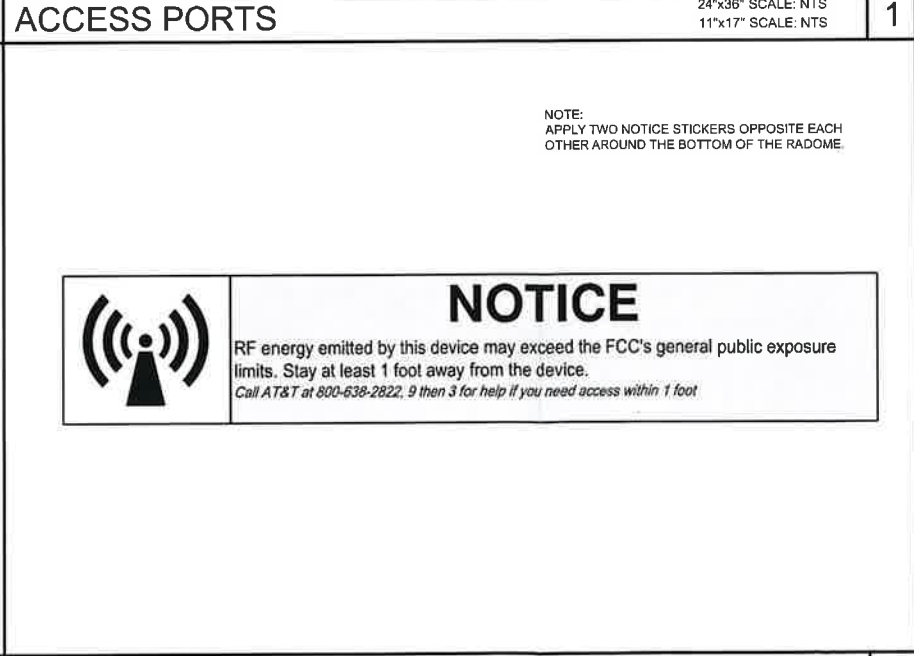 ACCESS PORTS
24"x36" SCALE: NTS
11"x17" SCALE: NTS
1
NOTE:
APPLY TWO NOTICE STICKERS OPPOSITE EACH
OTHER AROUND THE BOTTOM OF THE RADOME.
NOTICE
RF energy emitted by this device may exceed the FCC's general public exposure
limits. Stay at least 1 foot away from the device.
Call AT&T at 800-638-2822, 9 then 3 for help if you need access within 1 foot